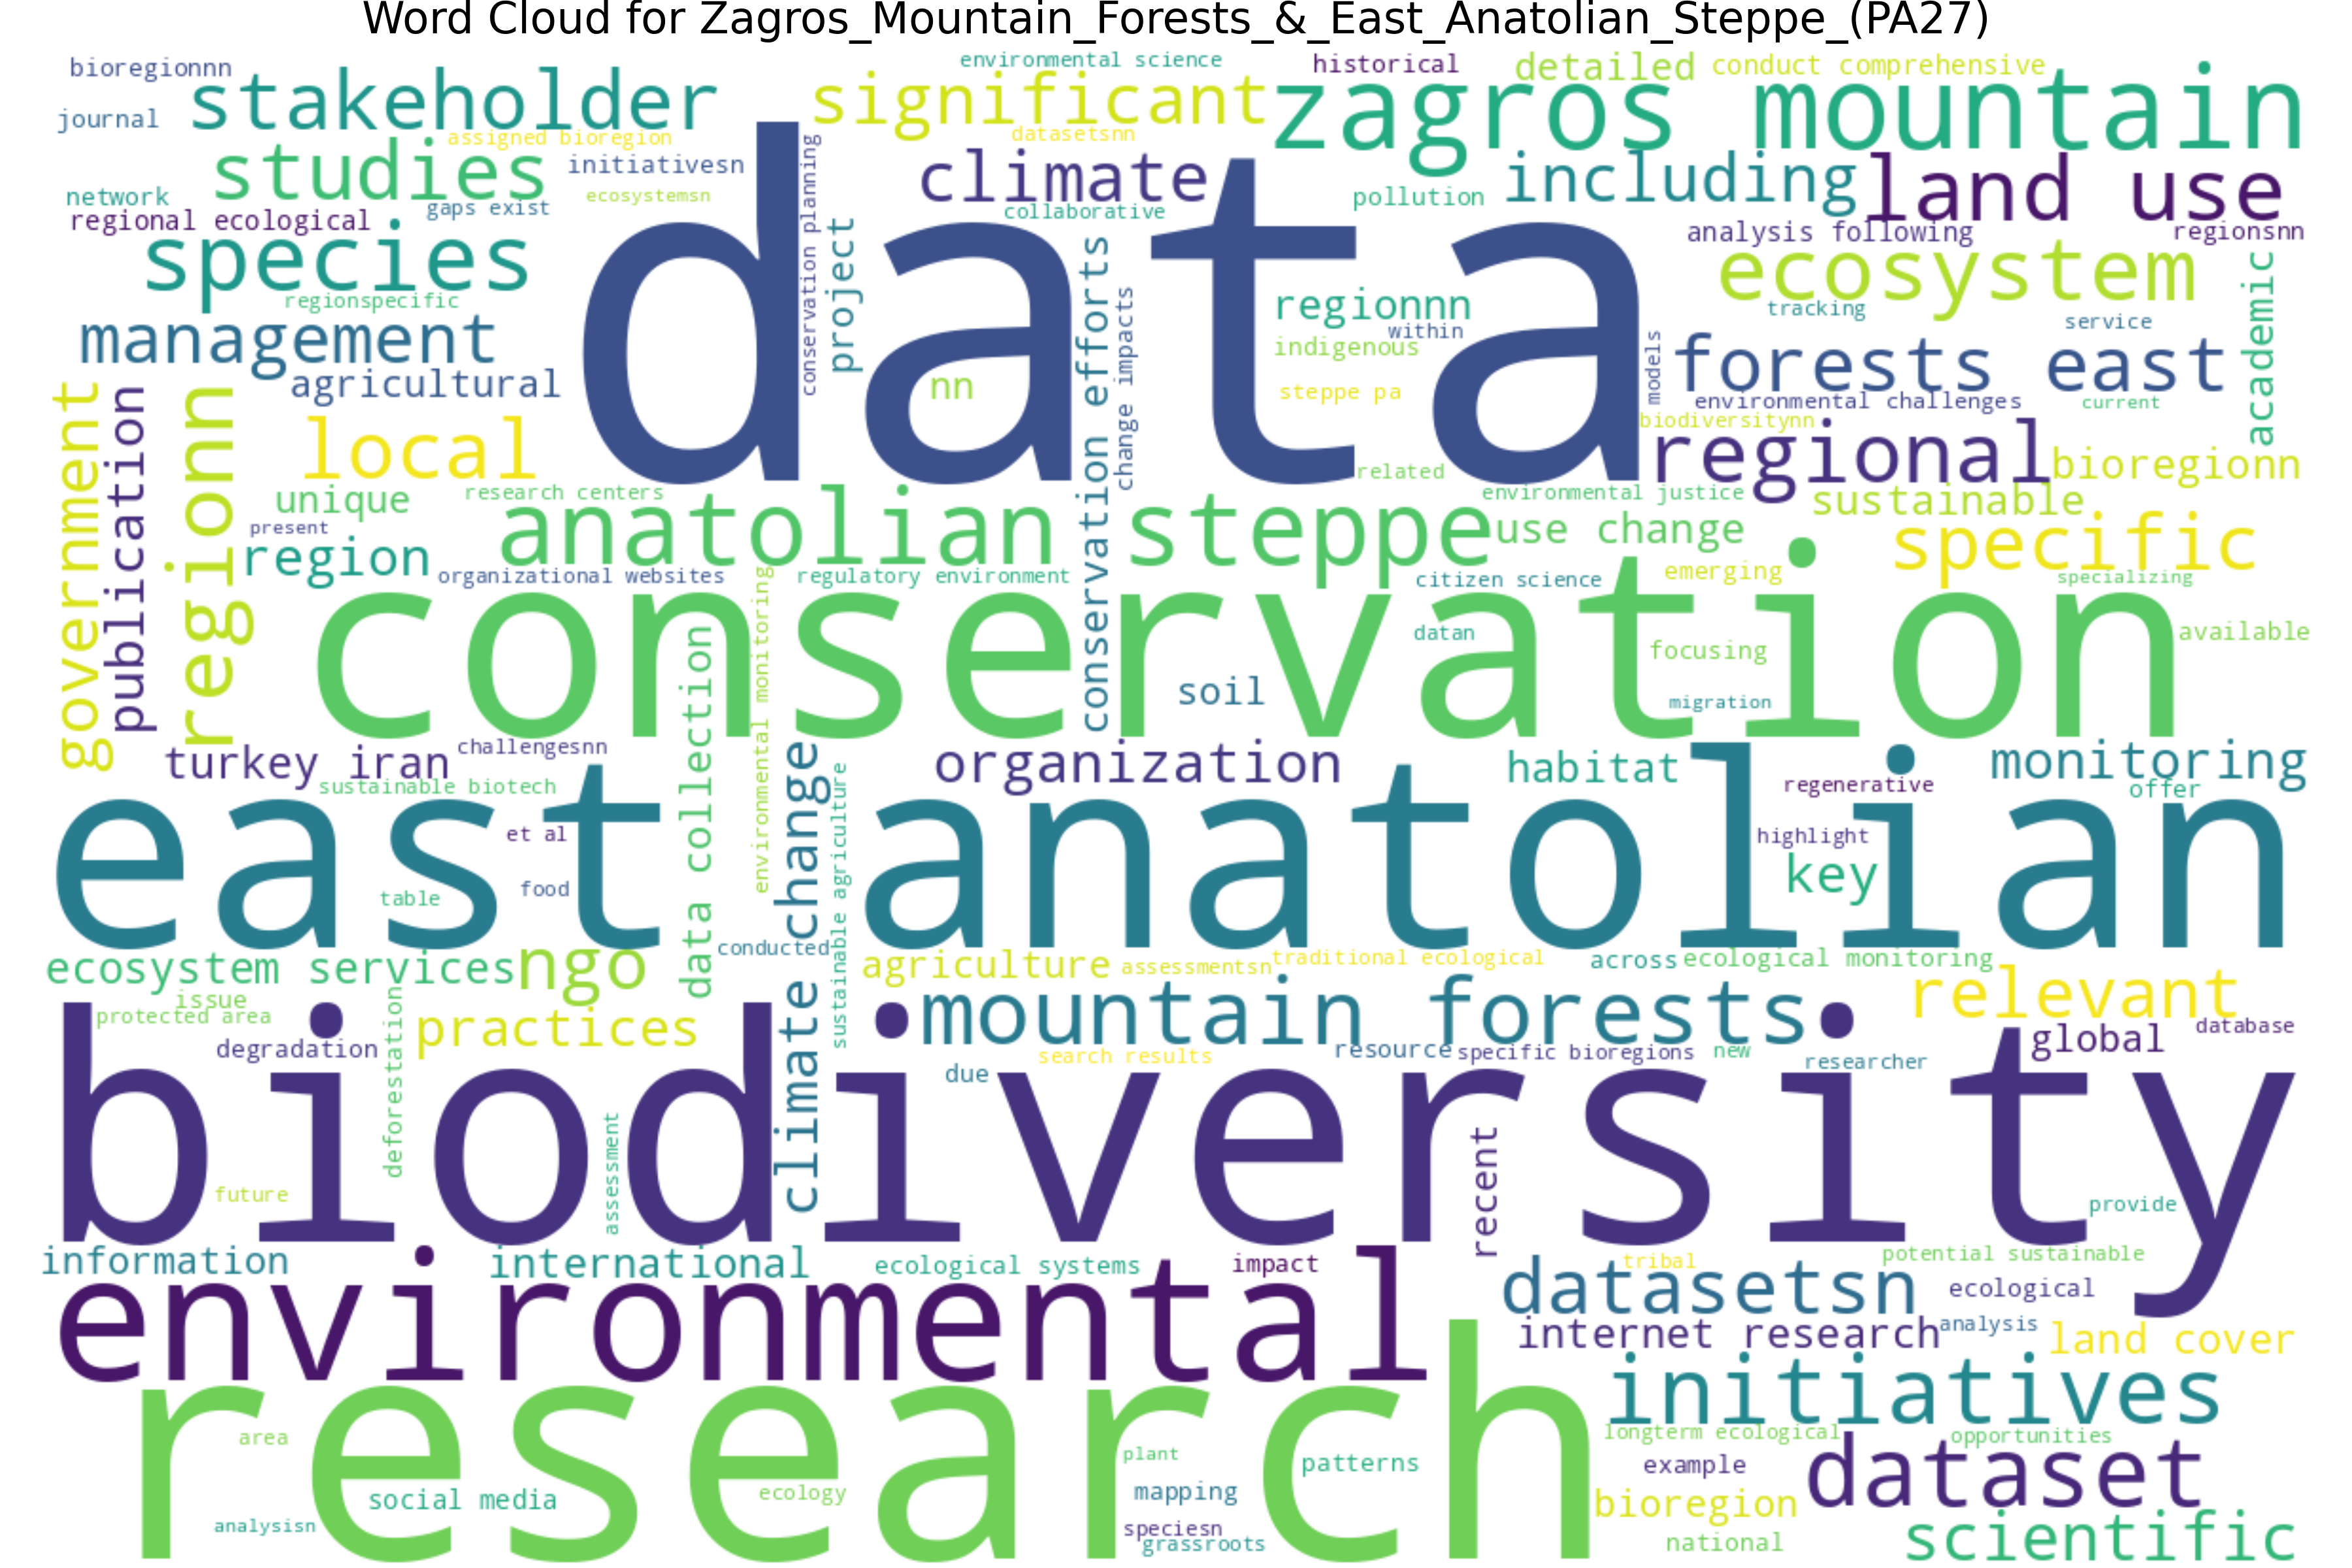 Word Cloud for Zagros_Mountain_Forests_&_East_Anatolian_Steppe_(PA27)
bioregionnn
environmental science
historical
detailed
conduct comprehensive
stakeholder
significant
zagros mountain
journal
assigned bioregion
datasetsnn
studies
initiativesn
conservation planning
climate
including
land use
network
ecosystemsn
gaps exist
collaborative
pollution
regional ecological
project
data
analysis following
regionsnn
species
conservation efforts
ecosystem
academic
regionspecific
change impacts
regionnn
tracking
service
management
within
indigenous
models
forests east
agricultural
nn
steppe pa
environmental challenges
current
government
publication
regionn
local
biodiversitynn
regional
bioregionn
related
unique
research centers
environmental justice
sustainable
present
anatolian steppe
use change
specific
region
organizational websites
regulatory environment
citizen science
emerging
specializing
conservation
environmental monitoring
data collection
datan
available
focusing
soil
migration
turkey iran
challengesnn
climate change
organization
habitat
monitoring
sustainable biotech
sustainable agriculture
regenerative
offer
east anatolian
et al
highlight
key
food
table
ecosystem services
ngo
conducted
agriculture
assessmentsn
traditional ecological
across
ecological monitoring
issue
deforestation
mountain forests
relevant
protected area
practices
degradation
search results
resource
specific bioregions
new
global
database
researcher
due
biodiversity
assessment
recent
future
provide
information
international
ecological systems
impact
tribal
potential sustainable
environmental
datasetsn
ecological
internet research
analysis
land cover
initiatives
research
area
longterm ecological
opportunities
plant
patterns
example
dataset
social media
ecology
mapping
bioregion
analysisn
speciesn
grassroots
national
scientific